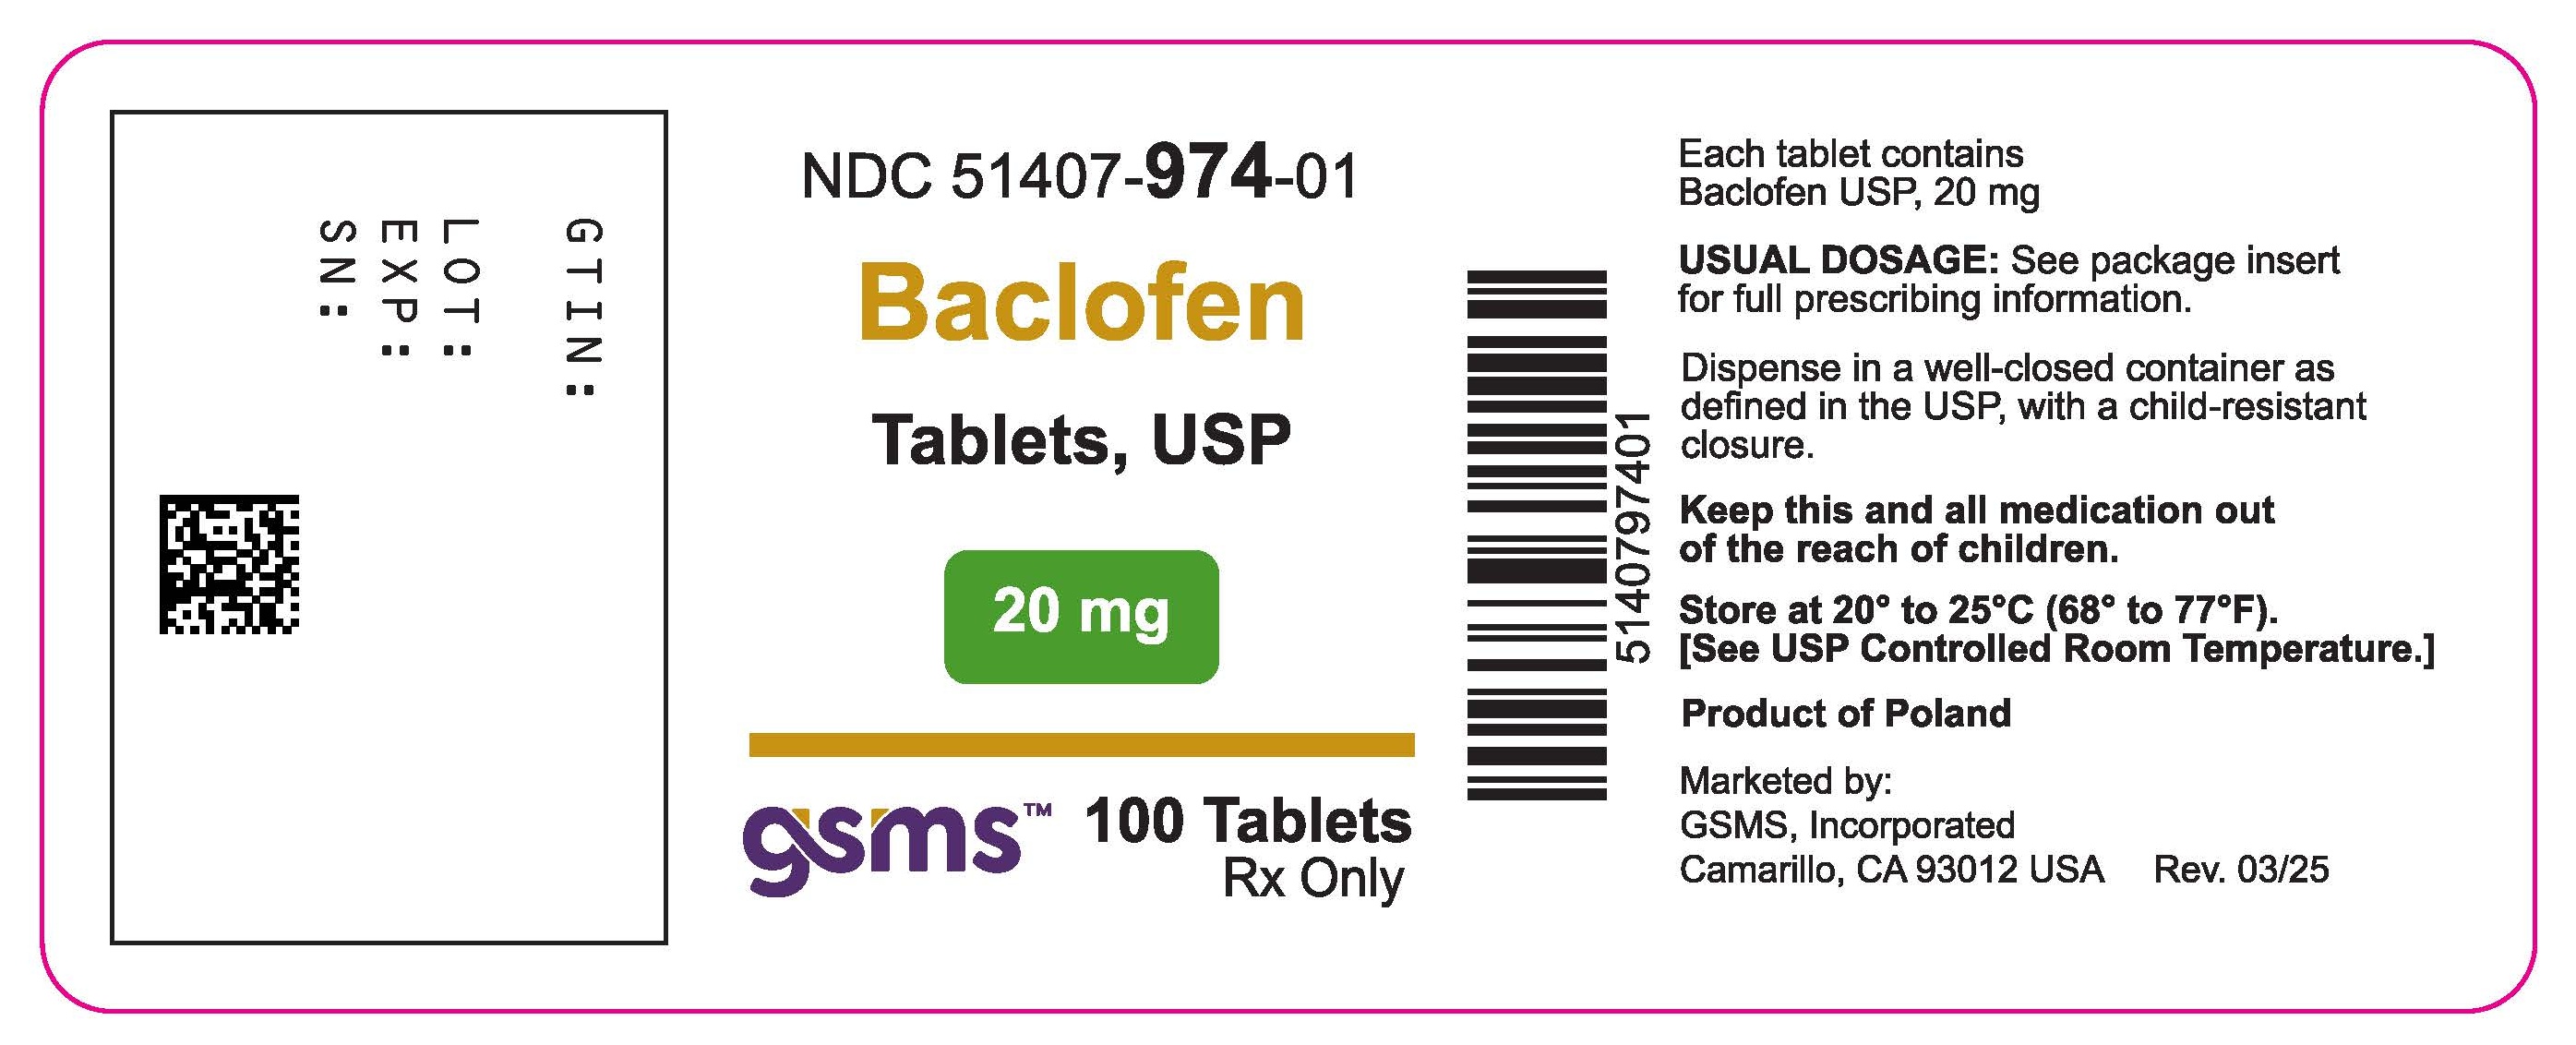 GTIN:
LOT:
EXP:
SN:
NDC 51407-974-01
Baclofen
Tablets, USP
20 mg
gsms™
100 Tablets
Rx Only
5140797401
Each tablet contains
Baclofen USP, 20 mg
USUAL DOSAGE: See package insert
for full prescribing information.
Dispense in a well-closed container as
defined in the USP, with a child-resistant
closure.
Keep this and all medication out
of the reach of children.
Store at 20° to 25°C (68° to 77°F).
[See USP Controlled Room Temperature.]
Product of Poland
Marketed by:
GSMS, Incorporated
Camarillo, CA 93012 USA Rev. 03/25